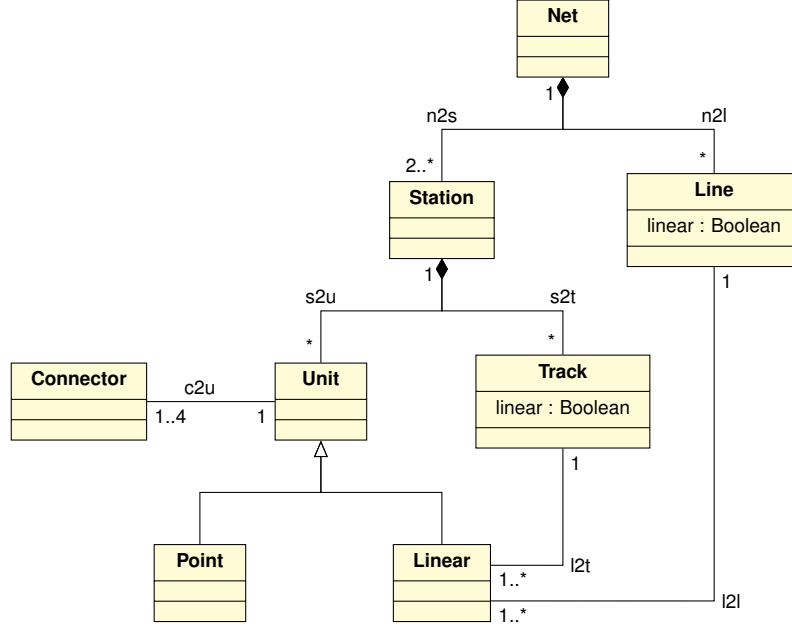 Net
1
n2s
n2l
2..*
*
Station
Line
linear : Boolean
1
1
s2u
s2t
*
*
Connector
c2u
Unit
Track
linear : Boolean
1..4
1
1
Point
Linear
l2t
1..*
l2l
1..*